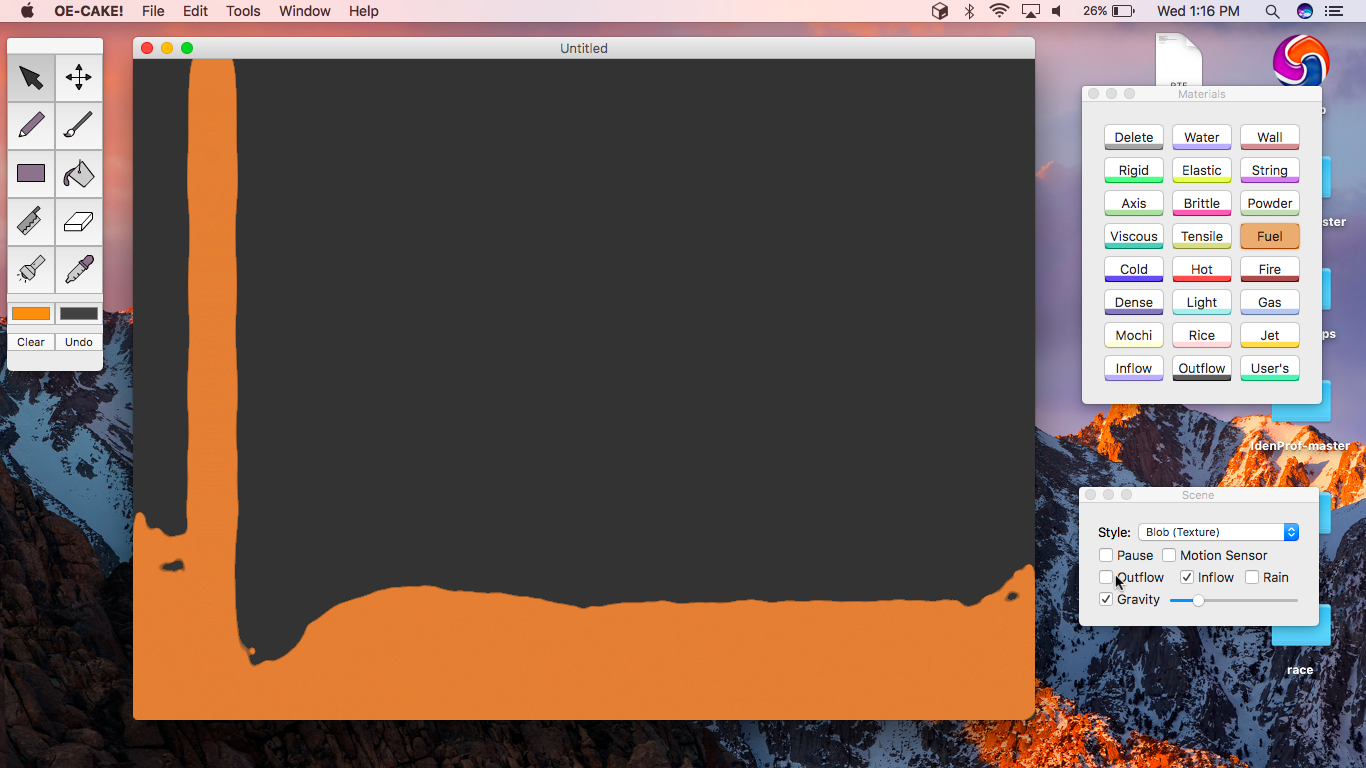 OE-CAKE! File Edit Tools Window Help 26% Wed 1:16 PM
Untitled
Clear Undo
Materials
Delete Water Wall
Rigid Elastic String
Axis Brittle Powder
Viscous Tensile Fuel
Cold Hot Fire
Dense Light Gas
Mochi Rice Jet
Inflow Outflow User's
ster
ps
IdenProf-master
Scene
Style: Blob (Texture)
Pause Motion Sensor
Outflow Inflow Rain
Gravity
race